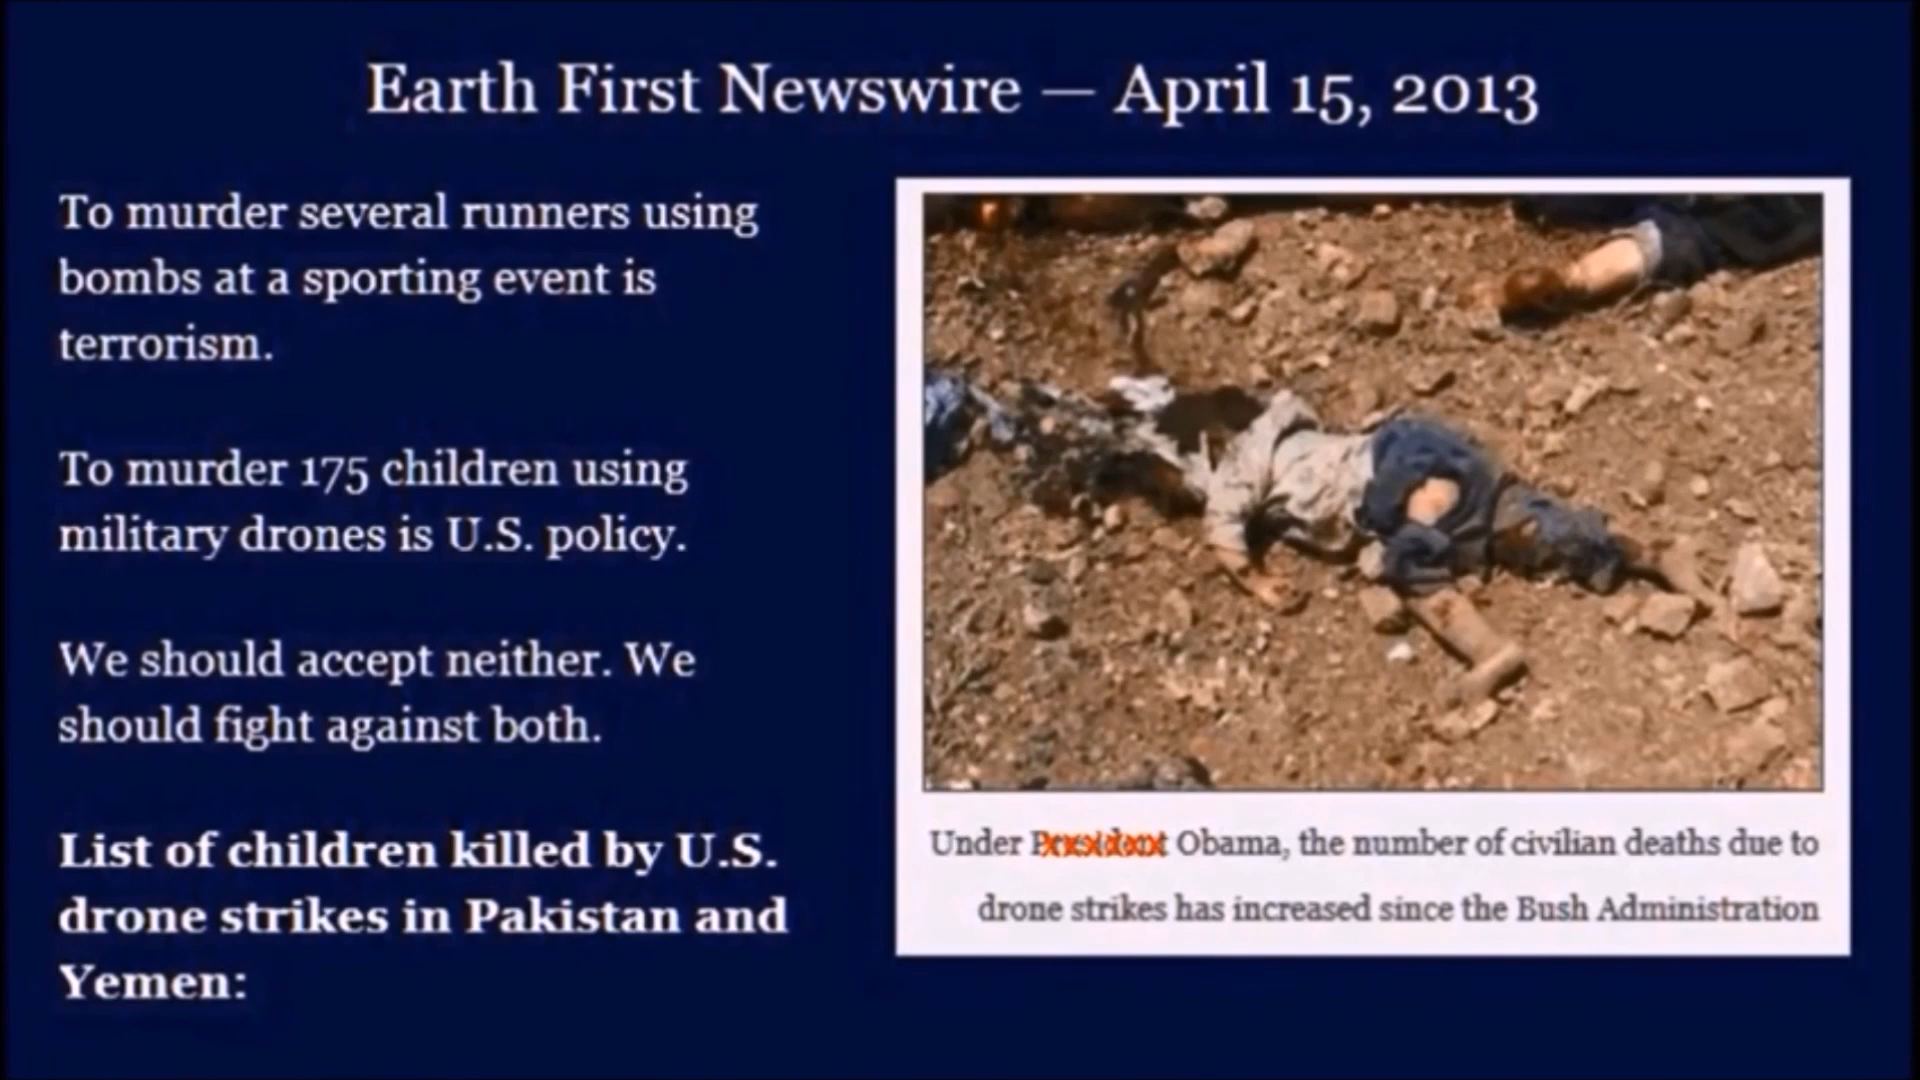 Earth First Newswire — April 15, 2013
To murder several runners using
bombs at a sporting event is
terrorism.
To murder 175 children using
military drones is U.S. policy.
We should accept neither. We
should fight against both.
List of children killed by U.S.
drone strikes in Pakistan and
Yemen:
Under President Obama, the number of civilian deaths due to
drone strikes has increased since the Bush Administration